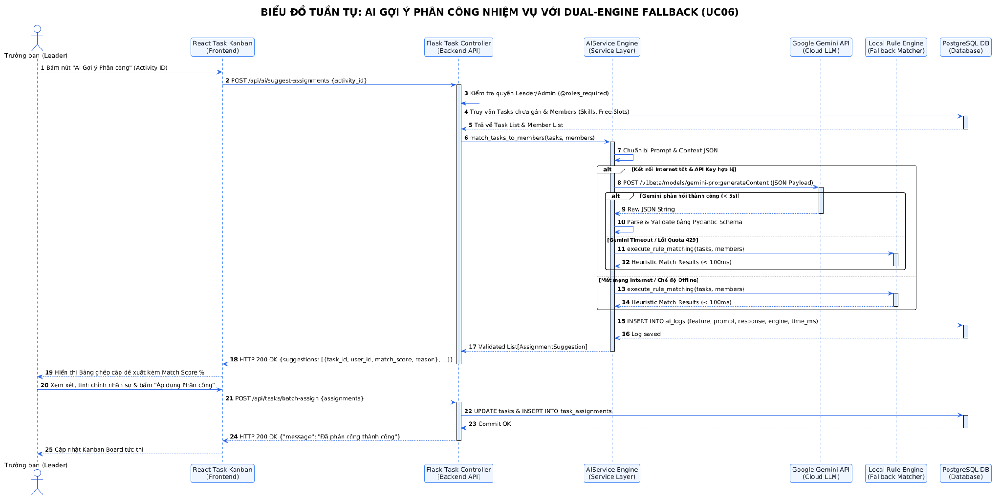 BIỂU ĐỒ TUẦN TỰ: AI GỢI Ý PHÂN CÔNG NHIỆM VỤ VỚI DUAL-ENGINE FALLBACK (UC06)
Trưởng ban (Leader)
React Task Kanban
(Frontend)
Flask Task Controller
(Backend API)
AIService Engine
(Service Layer)
Google Gemini API
(Cloud LLM)
Local Rule Engine
(Fallback Matcher)
PostgreSQL DB
(Database)
1 Bấm nút "AI Gợi ý Phân công" (Activity ID)
2 POST /api/ai/suggest-assignments {activity_id}
3 Kiểm tra quyền Leader/Admin (@roles_required)
4 Truy vấn Tasks chưa gán & Members (Skills, Free Slots)
5 Trả về Task List & Member List
6 match_tasks_to_members(tasks, members)
7 Chuẩn bị Prompt & Context JSON
alt [Kết nối Internet tốt & API Key hợp lệ]
8 POST /v1beta/models/gemini-pro:generateContent (JSON Payload)
alt [Gemini phản hồi thành công (< 5s)]
9 Raw JSON String
10 Parse & Validate bằng Pydantic Schema
[Gemini Timeout / Lỗi Quota 429]
11 execute_rule_matching(tasks, members)
12 Heuristic Match Results (< 100ms)
[Mất mạng Internet / Chế độ Offline]
13 execute_rule_matching(tasks, members)
14 Heuristic Match Results (< 100ms)
15 INSERT INTO ai_logs (feature, prompt, response, engine, time_ms)
16 Log saved
17 Validated List[AssignmentSuggestion]
18 HTTP 200 OK {suggestions: [{task_id, user_id, match_score, reason}, ...]}
19 Hiển thị Bảng ghép cặp đề xuất kèm Match Score %
20 Xem xét, tinh chỉnh nhân sự & bấm "Áp dụng Phân công"
21 POST /api/tasks/batch-assign {assignments}
22 UPDATE tasks & INSERT INTO task_assignments
23 Commit OK
24 HTTP 200 OK {"message": "Đã phân công thành công"}
25 Cập nhật Kanban Board tức thì
Trưởng ban (Leader)
React Task Kanban
(Frontend)
Flask Task Controller
(Backend API)
AIService Engine
(Service Layer)
Google Gemini API
(Cloud LLM)
Local Rule Engine
(Fallback Matcher)
PostgreSQL DB
(Database)